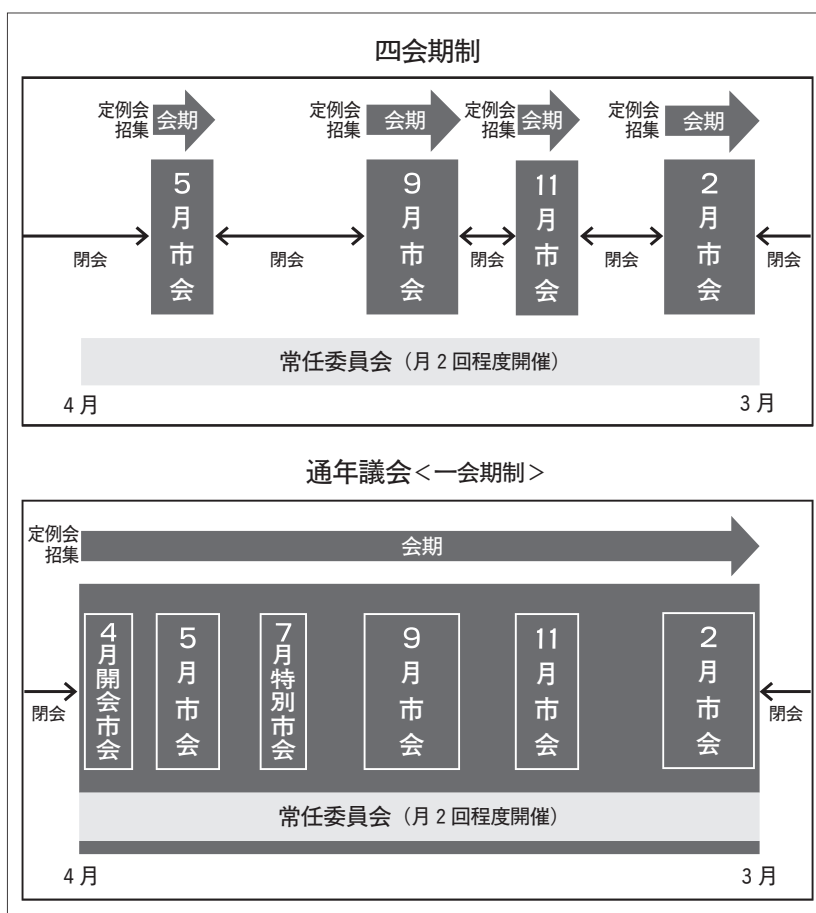 四会期制
定例会
招集
会期
定例会
招集
会期
定例会
招集
会期
定例会
招集
会期
5月市会
9月市会
11月市会
2月市会
閉会
閉会
閉会
閉会
閉会
常任委員会（月2回程度開催）
4月
3月
通年議会<一会期制>
定例会
招集
会期
4月開会市会
5月市会
7月特別市会
9月市会
11月市会
2月市会
閉会
閉会
常任委員会（月2回程度開催）
4月
3月